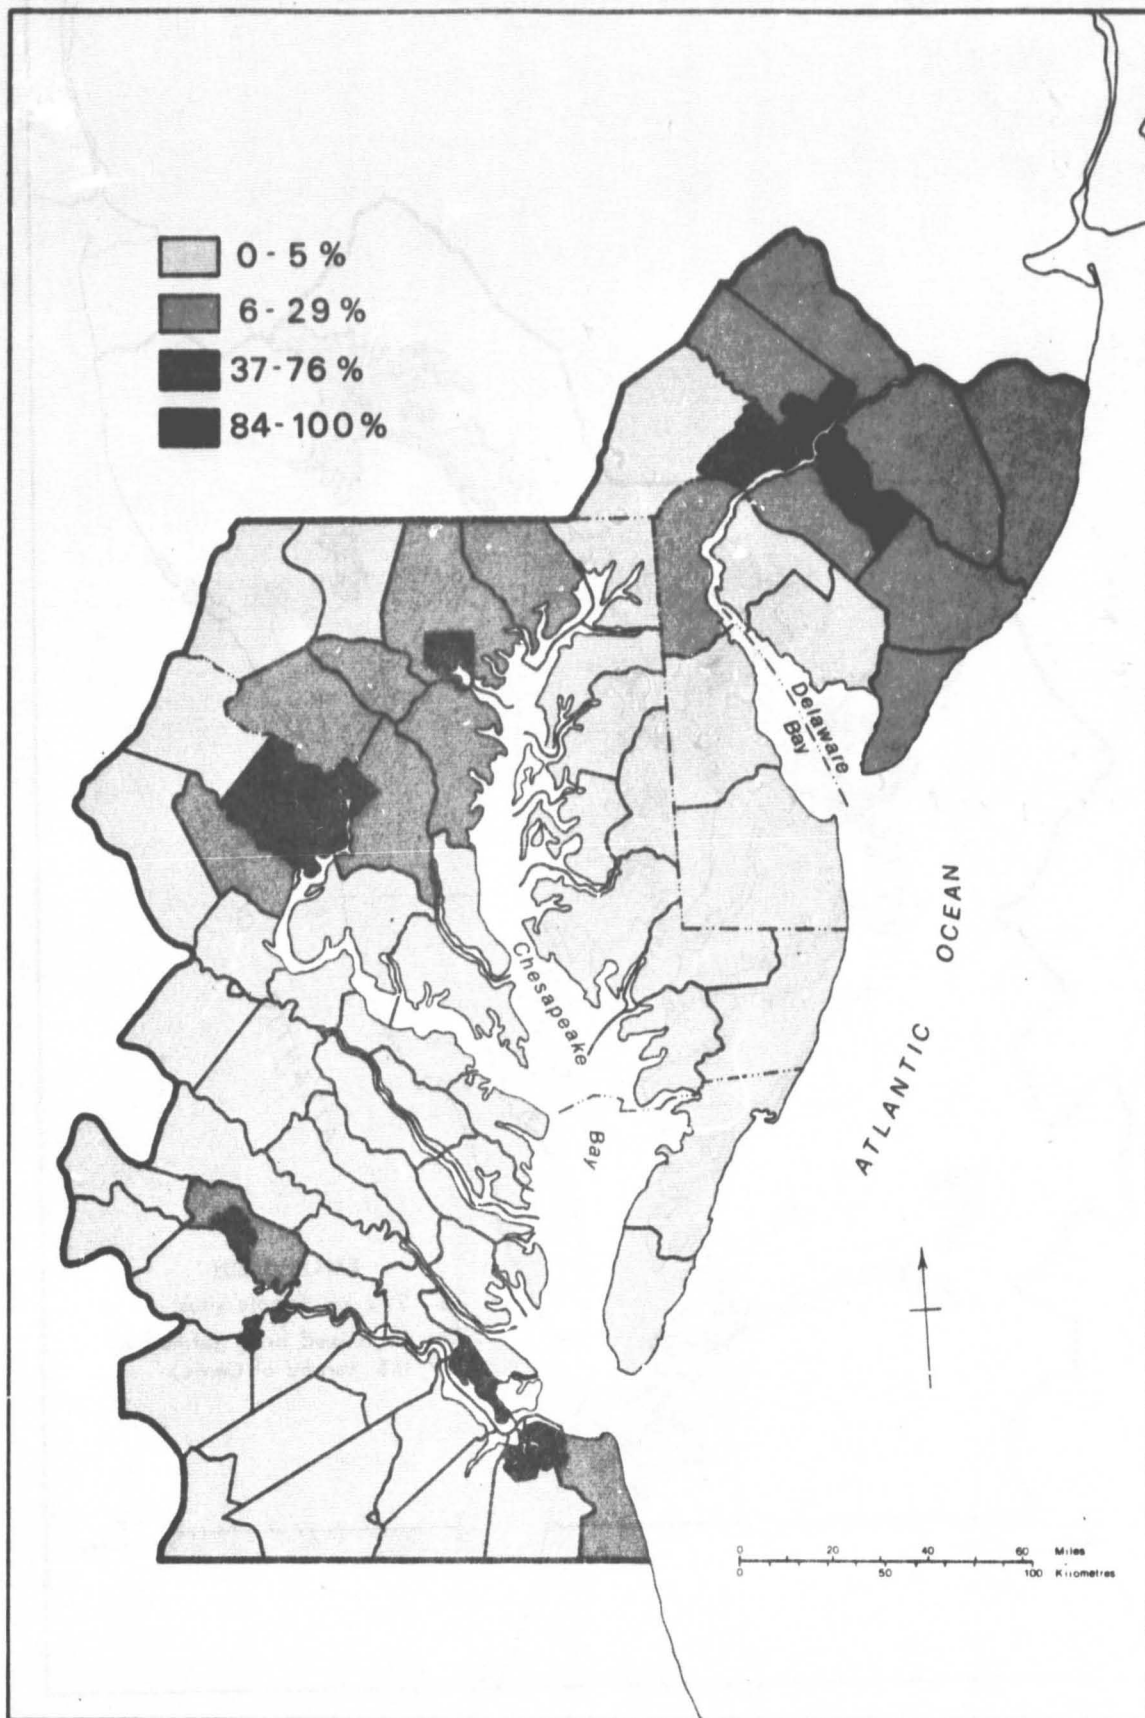 0-5 %
6-29 %
37-76 %
84-100 %
Delaware
Bay
Chesapeake
Bay
ATLANTIC OCEAN
0 20 40 60 Miles
0 50 100 Kilometres